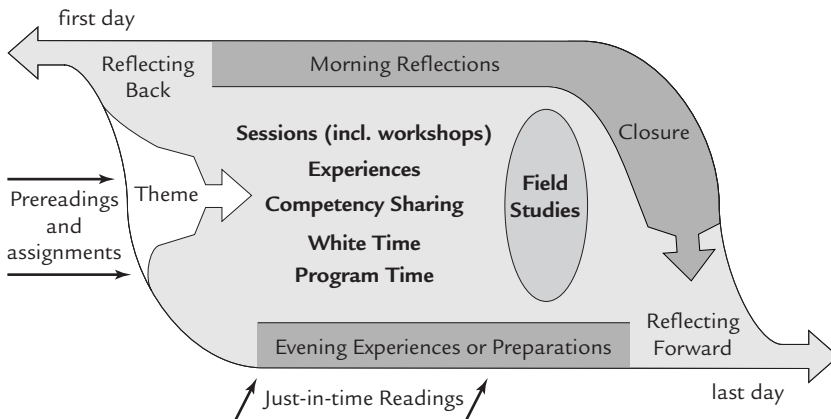 first day
Reflecting
Back
Morning Reflections
Closure
Sessions (incl. workshops)
Experiences
Competency Sharing
White Time
Program Time
Field
Studies
Theme
Prereadings
and
assignments
Evening Experiences or Preparations
Reflecting
Forward
Just-in-time Readings
last day